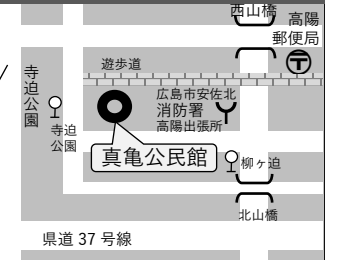 西山橋
高陽
郵便局
遊歩道
寺迫公園
広島市安佐北
消防署
高陽出張所
寺迫
公園
真亀公民館
柳ヶ迫
北山橋
県道 37 号線